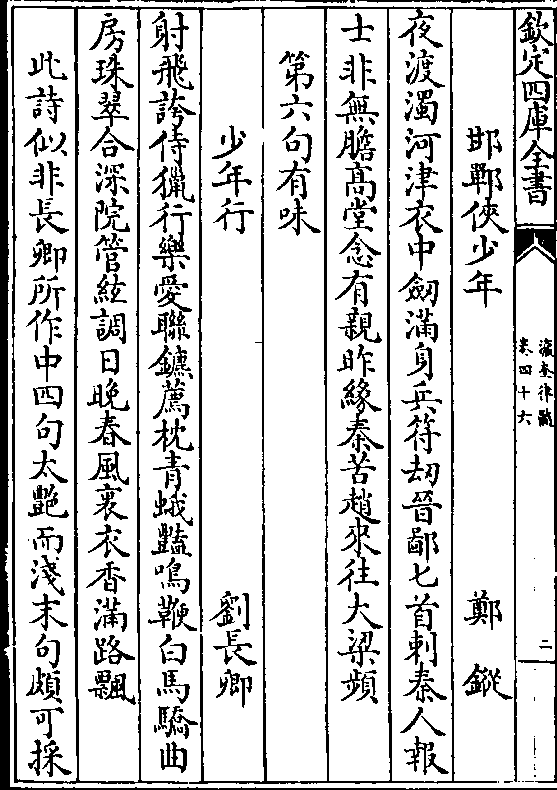 欽定四庫全書
瀛奎律髓
卷四十六
二
邯鄲俠少年 鄭鏦
夜渡濁河津衣中劒滿身兵符刼晉鄙匕首刺秦人報
士非無膽高堂念有親昨緣秦苦趙來往大梁頻
第六句有味
少年行 劉長卿
射飛誇侍獵行樂愛聯鑣薦枕青蛾豔鳴鞭白馬驕曲
房珠翠合深院管絃調日晚春風裏衣香滿路飄
此詩似非長卿所作中四句太艷而淺末句頗可採